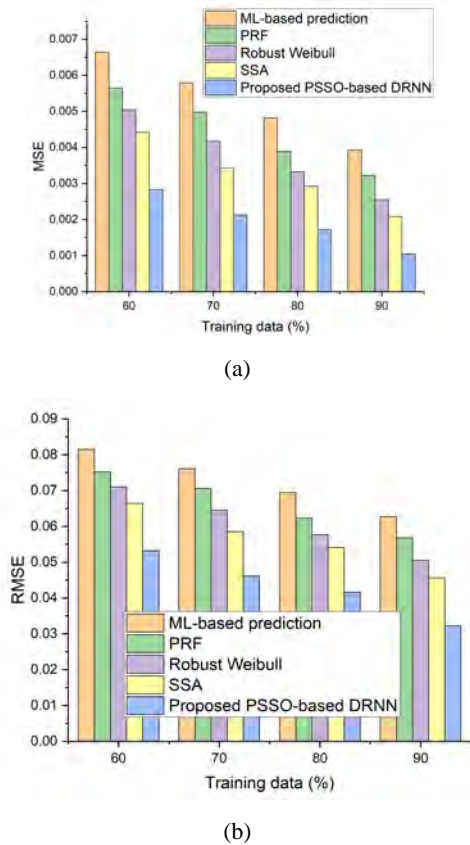 ML-based prediction
PRF
Robust Weibull
SSA
Proposed PSSO-based DRNN
0.007
0.006
0.005
0.004
0.003
0.002
0.001
0.000
MSE
60 70 80 90
Training data (%)
(a)
0.09
0.08
0.07
0.06
0.05
0.04
0.03
0.02
0.01
0.00
RMSE
ML-based prediction
PRF
Robust Weibull
SSA
Proposed PSSO-based DRNN
60 70 80 90
Training data (%)
(b)